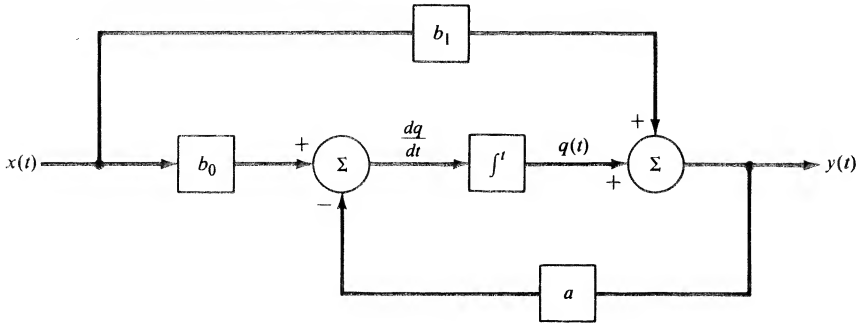 b₁
+
dq
dt
q(t)
+
x(t)
b₀
Σ
∫ᵗ
+
Σ
y(t)
−
a